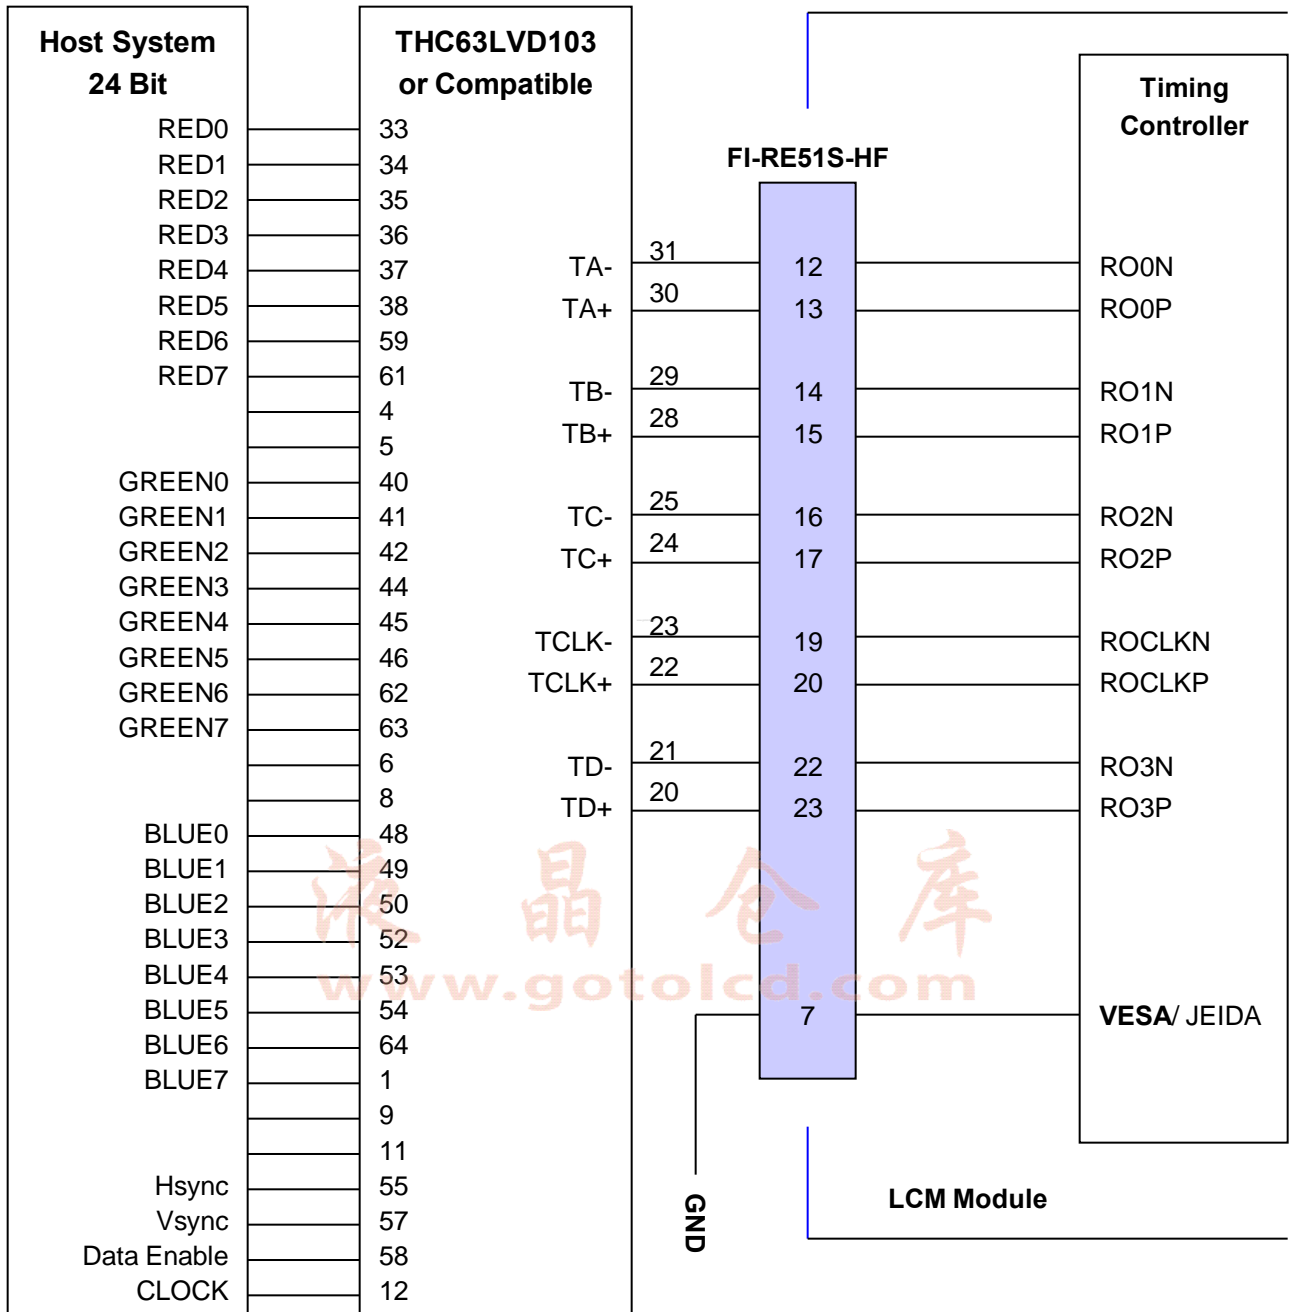 Host System
24 Bit
THC63LVD103
or Compatible
Timing
Controller
FI-RE51S-HF
RED0 33
RED1 34
RED2 35
RED3 36
RED4 37
RED5 38
RED6 59
RED7 61
4
5
GREEN0 40
GREEN1 41
GREEN2 42
GREEN3 44
GREEN4 45
GREEN5 46
GREEN6 62
GREEN7 63
6
8
BLUE0 48
BLUE1 49
BLUE2 50
BLUE3 52
BLUE4 53
BLUE5 54
BLUE6 64
BLUE7 1
9
11
Hsync 55
Vsync 57
Data Enable 58
CLOCK 12
TA- 31 12 RO0N
TA+ 30 13 RO0P
TB- 29 14 RO1N
TB+ 28 15 RO1P
TC- 25 16 RO2N
TC+ 24 17 RO2P
TCLK- 23 19 ROCLKN
TCLK+ 22 20 ROCLKP
TD- 21 22 RO3N
TD+ 20 23 RO3P
7 VESA/ JEIDA
GND
LCM Module
液晶仓库
www.gotolcd.com